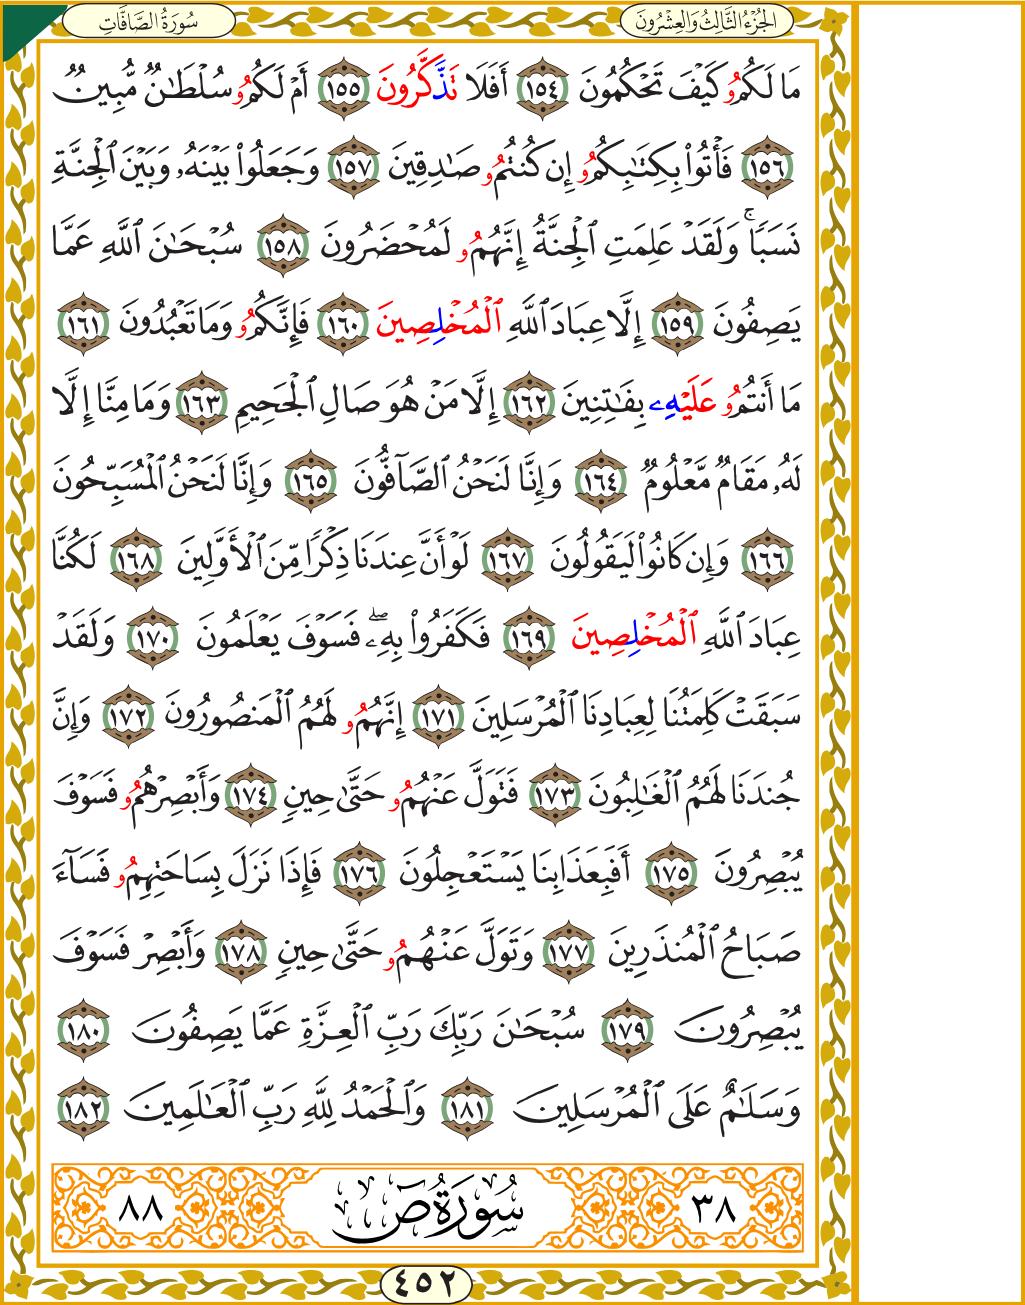 الجُزْءُ الثَّالِثُ وَالعِشْرُونَ
سُورَةُ الصَّافَّاتِ
مَا لَكُمُۥ كَيْفَ تَحْكُمُونَ ١٥٤ أَفَلَا تَذَّكَّرُونَ ١٥٥ أَمْ لَكُمُۥ سُلْطَٰنٌ مُّبِينٌ
١٥٦ فَأْتُوا۟ بِكِتَٰبِكُمُۥ إِن كُنتُمُۥ صَٰدِقِينَ ١٥٧ وَجَعَلُوا۟ بَيْنَهُۥ وَبَيْنَ ٱلْجِنَّةِ
نَسَبًا ۚ وَلَقَدْ عَلِمَتِ ٱلْجِنَّةُ إِنَّهُمُۥ لَمُحْضَرُونَ ١٥٨ سُبْحَٰنَ ٱللَّهِ عَمَّا
يَصِفُونَ ١٥٩ إِلَّا عِبَادَ ٱللَّهِ ٱلْمُخْلِصِينَ ١٦٠ فَإِنَّكُمُۥ وَمَا تَعْبُدُونَ ١٦١
مَا أَنتُمُۥ عَلَيْهِۦ بِفَٰتِنِينَ ١٦٢ إِلَّا مَنْ هُوَ صَالِ ٱلْجَحِيمِ ١٦٣ وَمَا مِنَّا إِلَّا
لَهُۥ مَقَامٌ مَّعْلُومٌ ١٦٤ وَإِنَّا لَنَحْنُ ٱلصَّآفُّونَ ١٦٥ وَإِنَّا لَنَحْنُ ٱلْمُسَبِّحُونَ
١٦٦ وَإِن كَانُوا۟ لَيَقُولُونَ ١٦٧ لَوْ أَنَّ عِندَنَا ذِكْرًا مِّنَ ٱلْأَوَّلِينَ ١٦٨ لَكُنَّا
عِبَادَ ٱللَّهِ ٱلْمُخْلِصِينَ ١٦٩ فَكَفَرُوا۟ بِهِۦ ۖ فَسَوْفَ يَعْلَمُونَ ١٧٠ وَلَقَدْ
سَبَقَتْ كَلِمَتُنَا لِعِبَادِنَا ٱلْمُرْسَلِينَ ١٧١ إِنَّهُمُۥ لَهُمُ ٱلْمَنصُورُونَ ١٧٢ وَإِنَّ
جُندَنَا لَهُمُ ٱلْغَٰلِبُونَ ١٧٣ فَتَوَلَّ عَنْهُمُۥ حَتَّىٰ حِينٍ ١٧٤ وَأَبْصِرْهُمُۥ فَسَوْفَ
يُبْصِرُونَ ١٧٥ أَفَبِعَذَابِنَا يَسْتَعْجِلُونَ ١٧٦ فَإِذَا نَزَلَ بِسَاحَتِهِمُۥ فَسَآءَ
صَبَاحُ ٱلْمُنذَرِينَ ١٧٧ وَتَوَلَّ عَنْهُمُۥ حَتَّىٰ حِينٍ ١٧٨ وَأَبْصِرْ فَسَوْفَ
يُبْصِرُونَ ١٧٩ سُبْحَٰنَ رَبِّكَ رَبِّ ٱلْعِزَّةِ عَمَّا يَصِفُونَ ١٨٠
وَسَلَٰمٌ عَلَى ٱلْمُرْسَلِينَ ١٨١ وَٱلْحَمْدُ لِلَّهِ رَبِّ ٱلْعَٰلَمِينَ ١٨٢
٣٨ سُورَةُ صٓ ٨٨
٤٥٢